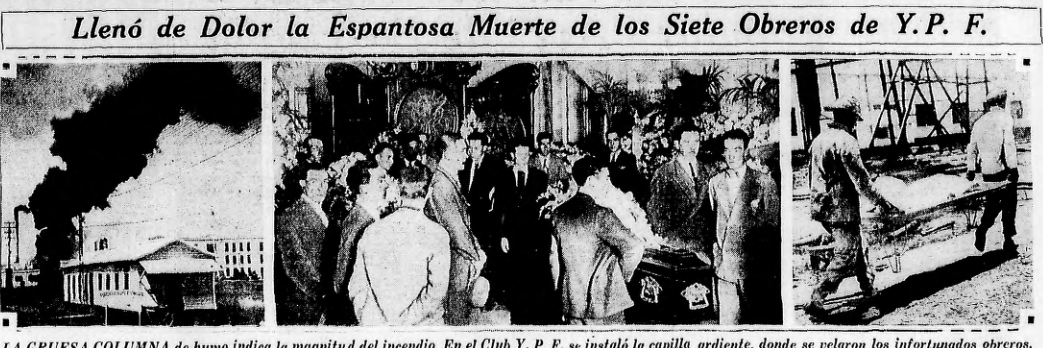 Llenó de Dolor la Espantosa Muerte de los Siete Obreros de Y. P. F.
LA GRUESA COLUMNA de humo indica la magnitud del incendio. En el Club Y. P. F. se instaló la capilla ardiente, donde se velaron los infortunados obreros.